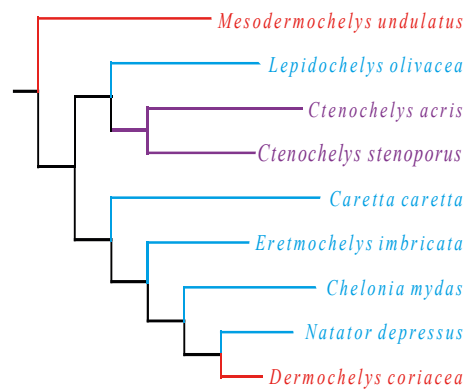 Mesodermochelys undulatus
Lepidochelys olivacea
Ctenochelys acris
Ctenochelys stenoporus
Caretta caretta
Eretmochelys imbricata
Chelonia mydas
Natator depressus
Dermochelys coriacea